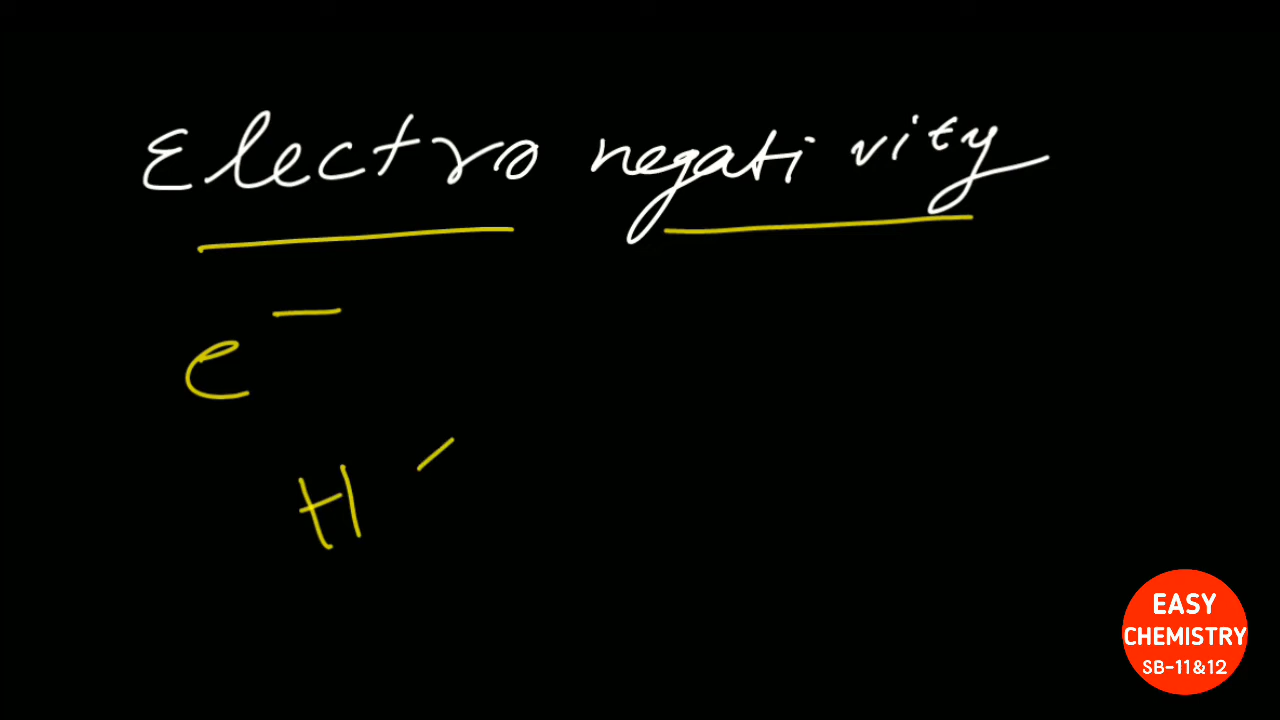 Electro negativity
e⁻
H
EASY
CHEMISTRY
SB-11&12